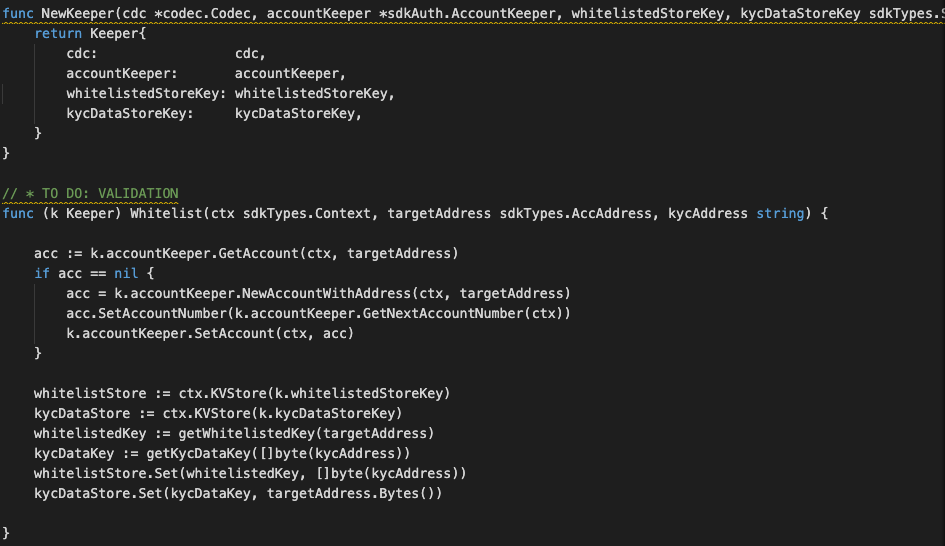 func NewKeeper(cdc *codec.Codec, accountKeeper *sdkAuth.AccountKeeper, whitelistedStoreKey, kycDataStoreKey sdkTypes.
    return Keeper{
        cdc:                 cdc,
        accountKeeper:       accountKeeper,
        whitelistedStoreKey: whitelistedStoreKey,
        kycDataStoreKey:     kycDataStoreKey,
    }
}
// * TO DO: VALIDATION
func (k Keeper) Whitelist(ctx sdkTypes.Context, targetAddress sdkTypes.AccAddress, kycAddress string) {
    acc := k.accountKeeper.GetAccount(ctx, targetAddress)
    if acc == nil {
        acc = k.accountKeeper.NewAccountWithAddress(ctx, targetAddress)
        acc.SetAccountNumber(k.accountKeeper.GetNextAccountNumber(ctx))
        k.accountKeeper.SetAccount(ctx, acc)
    }
    whitelistStore := ctx.KVStore(k.whitelistedStoreKey)
    kycDataStore := ctx.KVStore(k.kycDataStoreKey)
    whitelistedKey := getWhitelistedKey(targetAddress)
    kycDataKey := getKycDataKey([]byte(kycAddress))
    whitelistStore.Set(whitelistedKey, []byte(kycAddress))
    kycDataStore.Set(kycDataKey, targetAddress.Bytes())
}